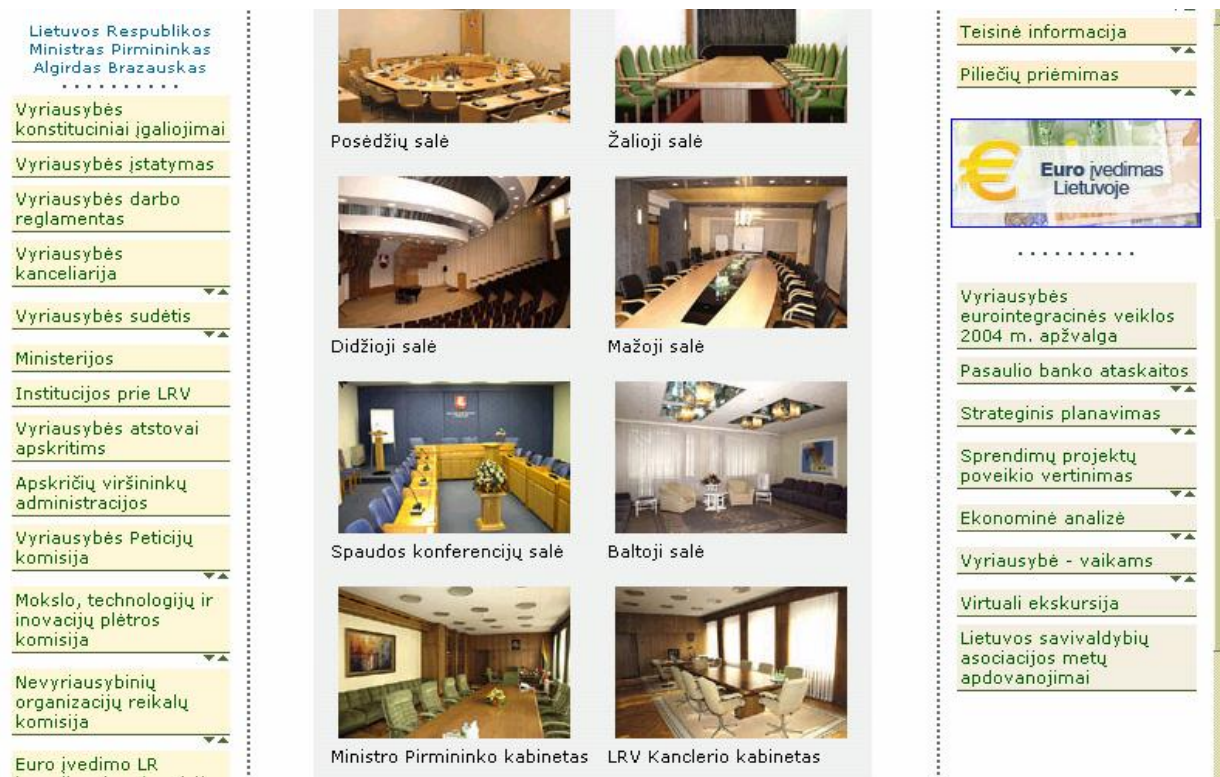 Lietuvos Respublikos
Ministras Pirmininkas
Algirdas Brazauskas
Vyriausybės
konstituciniai įgaliojimai
Vyriausybės įstatymas
Vyriausybės darbo
reglamentas
Vyriausybės
kanceliarija
Vyriausybės sudėtis
Ministerijos
Institucijos prie LRV
Vyriausybės atstovai
apskritims
Apskričių viršininkų
administracijos
Vyriausybės Peticijų
komisija
Mokslo, technologijų ir
inovacijų plėtros
komisija
Nevyriausybinių
organizacijų reikalų
komisija
Euro įvedimo LR
Posėdžių salė
Žalioji salė
Didžioji salė
Mažoji salė
Spaudos konferencijų salė
Baltoji salė
Ministro Pirmininko kabinetas
LRV Kanclerio kabinetas
Teisinė informacija
Piliečių priėmimas
Euro įvedimas
Lietuvoje
Vyriausybės
eurointegracinės veiklos
2004 m. apžvalga
Pasaulio banko ataskaitos
Strateginis planavimas
Sprendimų projektų
poveikio vertinimas
Ekonominė analizė
Vyriausybė - vaikams
Virtuali ekskursija
Lietuvos savivaldybių
asociacijos metų
apdovanojimai